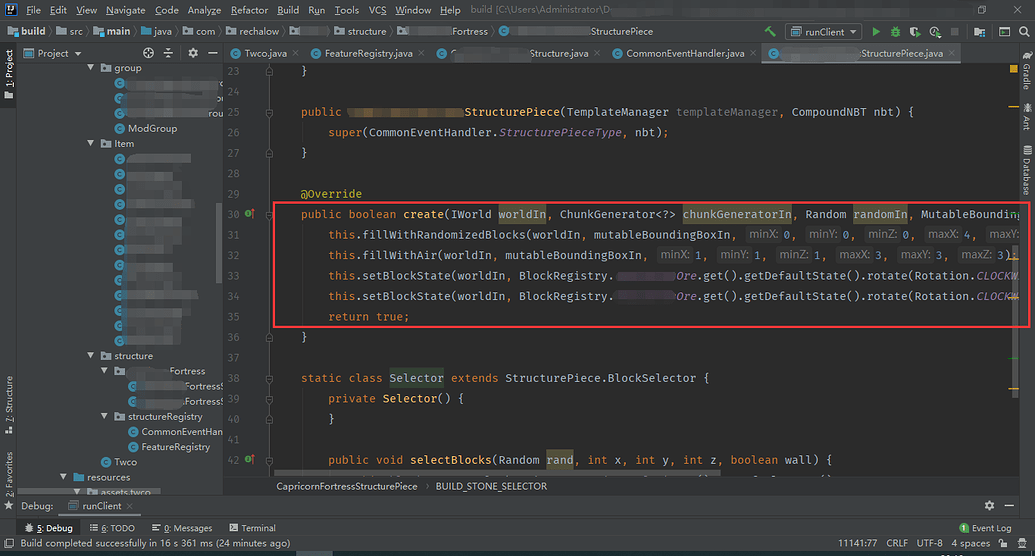 File Edit View Navigate Code Analyze Refactor Build Run Tools VCS Window Help build [C:\Users\Administrator\D
build src main java com rechalow structure Fortress StructurePiece runClient
1: Project
Project
Twco.java FeatureRegistry.java Structure.java CommonEventHandler.java StructurePiece.java
group
ModGroup
Item
structure
Fortress
FortressS
FortressS
structureRegistry
CommonEventHan
FeatureRegistry
Twco
resources
assets.twco
7: Structure
2: Favorites
Gradle
Ant
Database
23 }
24
25 public StructurePiece(TemplateManager templateManager, CompoundNBT nbt) {
26 super(CommonEventHandler.StructurePieceType, nbt);
27 }
28
29 @Override
30 public boolean create(IWorld worldIn, ChunkGenerator<?> chunkGeneratorIn, Random randomIn, MutableBounding
31 this.fillWithRandomizedBlocks(worldIn, mutableBoundingBoxIn, minX: 0, minY: 0, minZ: 0, maxX: 4, maxY:
32 this.fillWithAir(worldIn, mutableBoundingBoxIn, minX: 1, minY: 1, minZ: 1, maxX: 3, maxY: 3, maxZ: 3);
33 this.setBlockState(worldIn, BlockRegistry. Ore.get().getDefaultState().rotate(Rotation.CLOCKW
34 this.setBlockState(worldIn, BlockRegistry. Ore.get().getDefaultState().rotate(Rotation.CLOCKW
35 return true;
36 }
37
38 static class Selector extends StructurePiece.BlockSelector {
39 private Selector() {
40 }
41
42 public void selectBlocks(Random rand, int x, int y, int z, boolean wall) {
CapricornFortressStructurePiece › BUILD_STONE_SELECTOR
Debug: runClient
5: Debug 6: TODO 0: Messages Terminal 1 Event Log
Build completed successfully in 16 s 361 ms (24 minutes ago) 11141:77 CRLF UTF-8 4 spaces